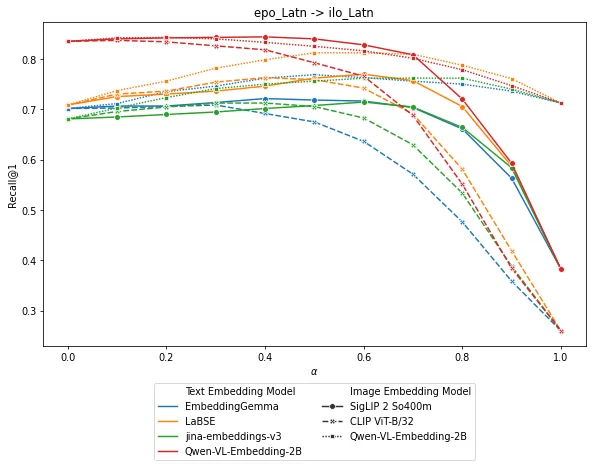 epo_Latn -> ilo_Latn
Recall@1
0.8
0.7
0.6
0.5
0.4
0.3
0.0 0.2 0.4 0.6 0.8 1.0
α
Text Embedding Model Image Embedding Model
EmbeddingGemma SigLIP 2 So400m
LaBSE CLIP ViT-B/32
jina-embeddings-v3 Qwen-VL-Embedding-2B
Qwen-VL-Embedding-2B